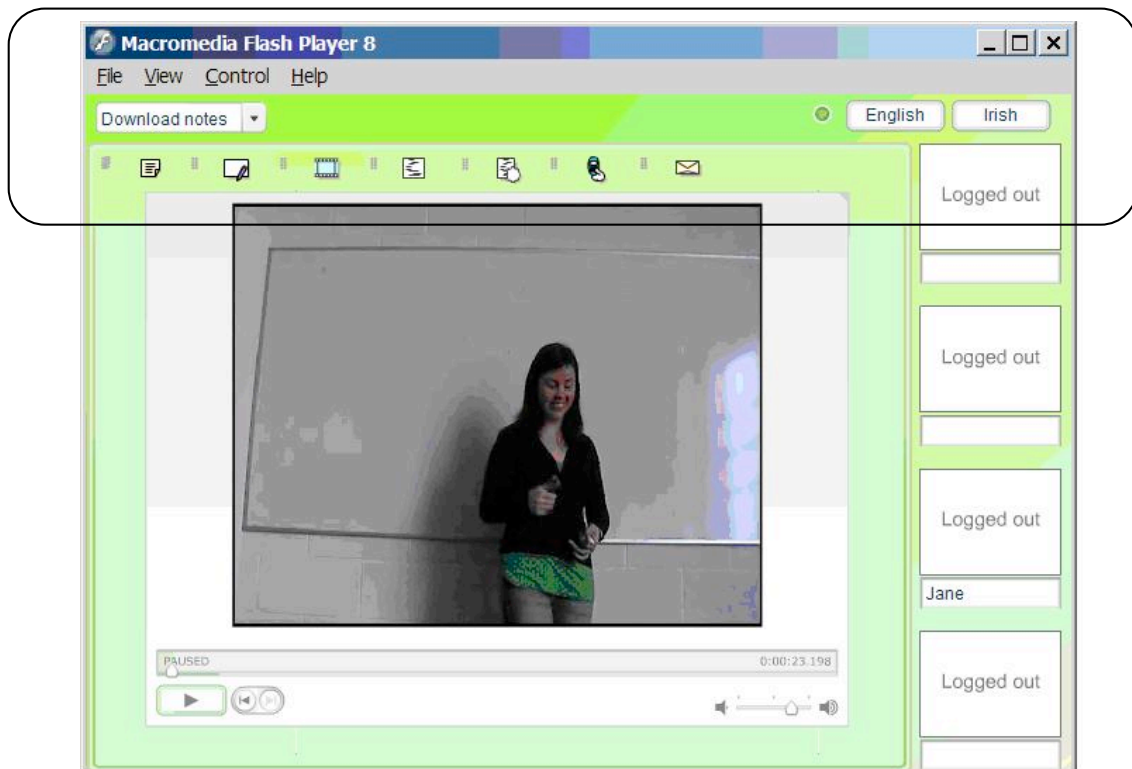 Macromedia Flash Player 8
File View Control Help
Download notes
English Irish
Logged out
Logged out
Logged out
Jane
Logged out
PAUSED 0:00:23.198